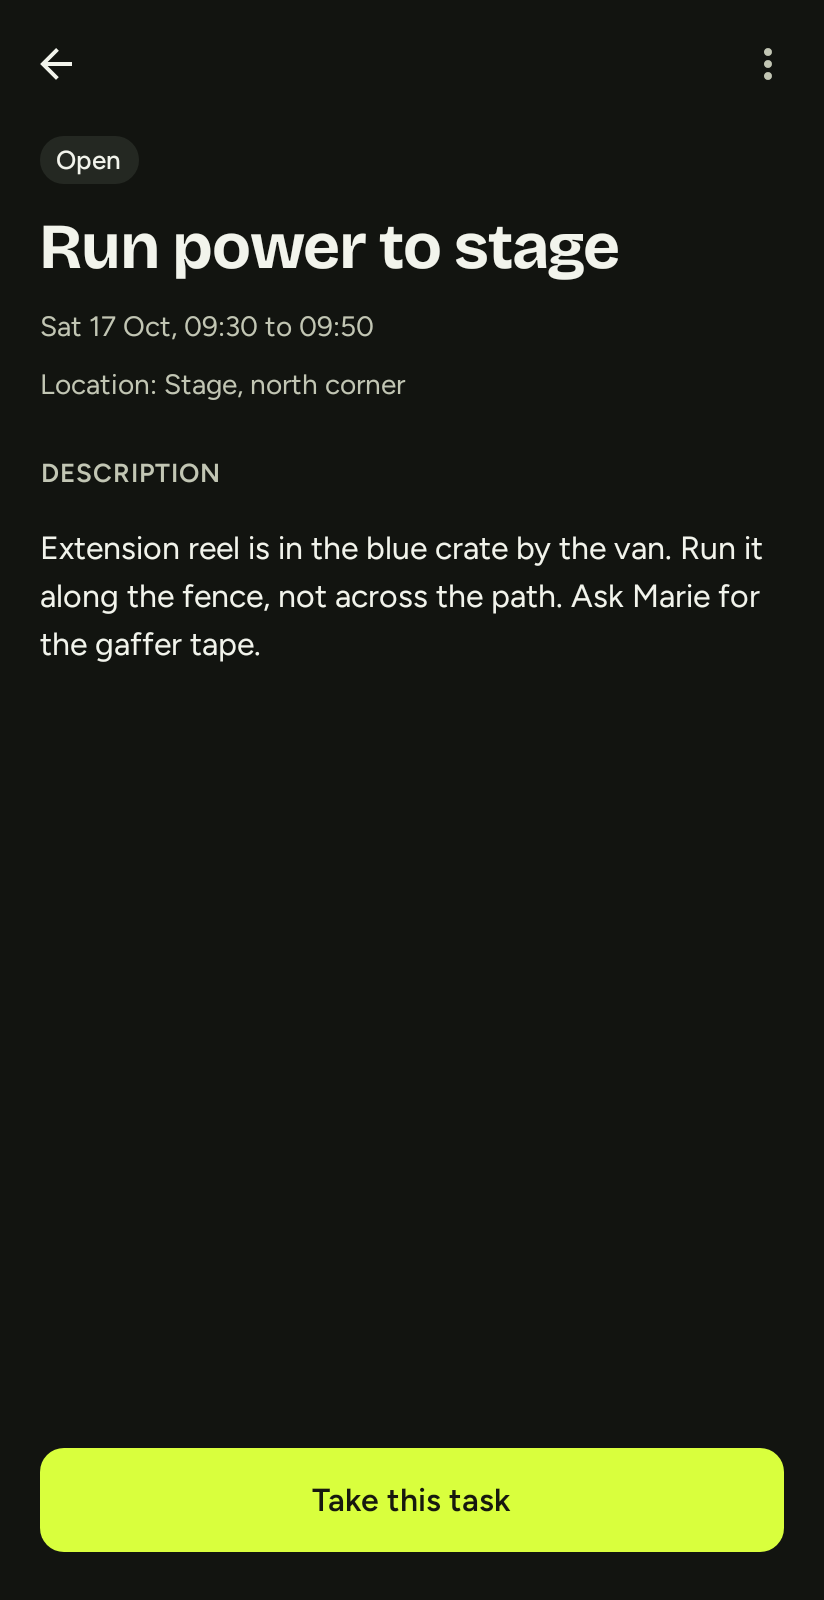 Open
Run power to stage
Sat 17 Oct, 09:30 to 09:50
Location: Stage, north corner
DESCRIPTION
Extension reel is in the blue crate by the van. Run it
along the fence, not across the path. Ask Marie for
the gaffer tape.
Take this task